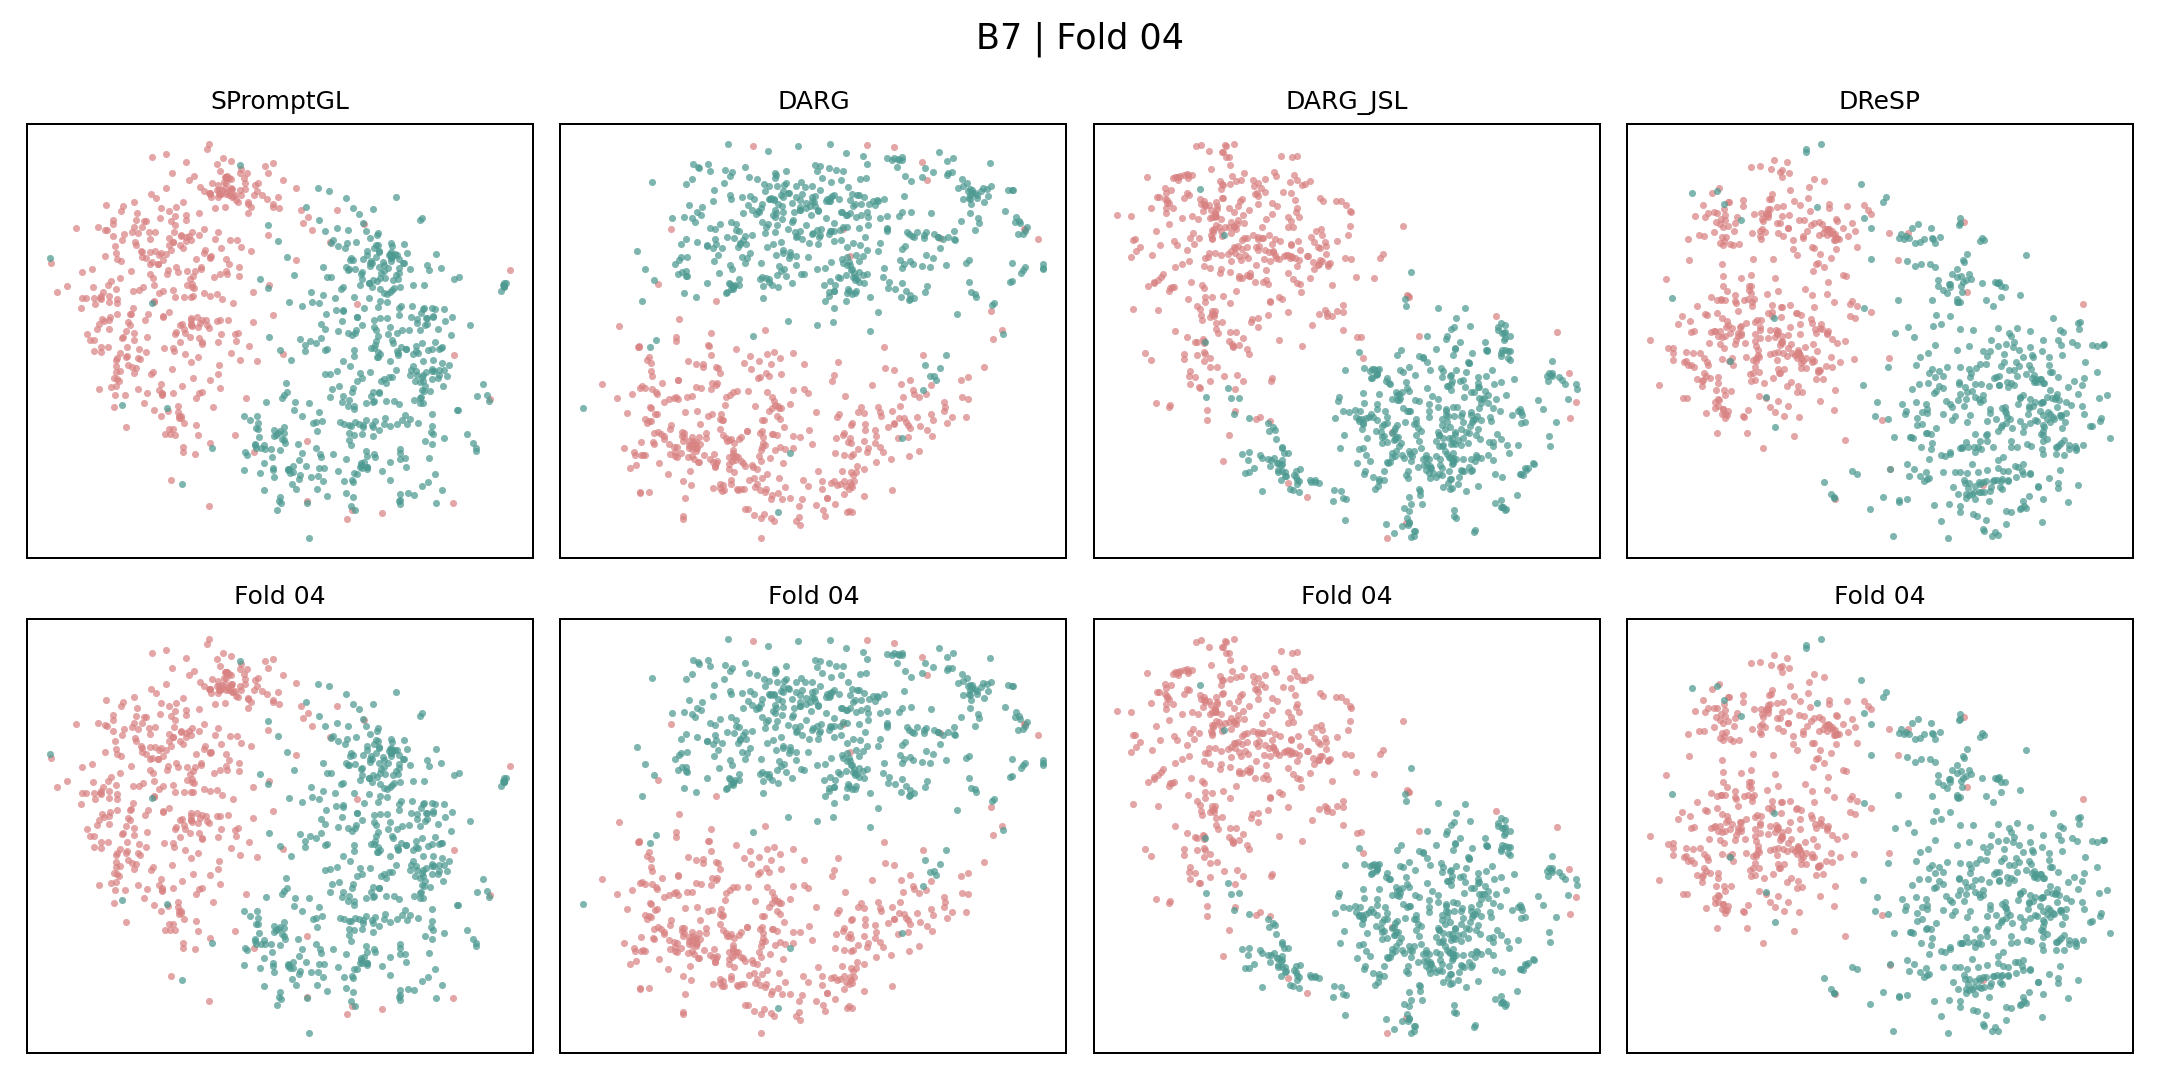 B7 | Fold 04
SPromptGL
DARG
DARG_JSL
DReSP
Fold 04
Fold 04
Fold 04
Fold 04